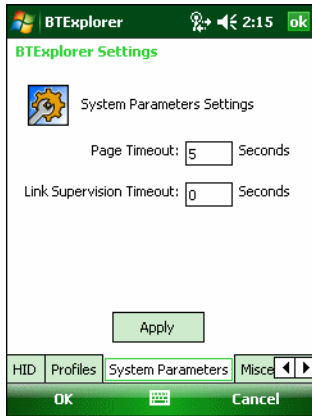 BTExplorer 2:15 ok
BTExplorer Settings
System Parameters Settings
Page Timeout: 5 Seconds
Link Supervision Timeout: 0 Seconds
Apply
HID Profiles System Parameters Misce
OK Cancel